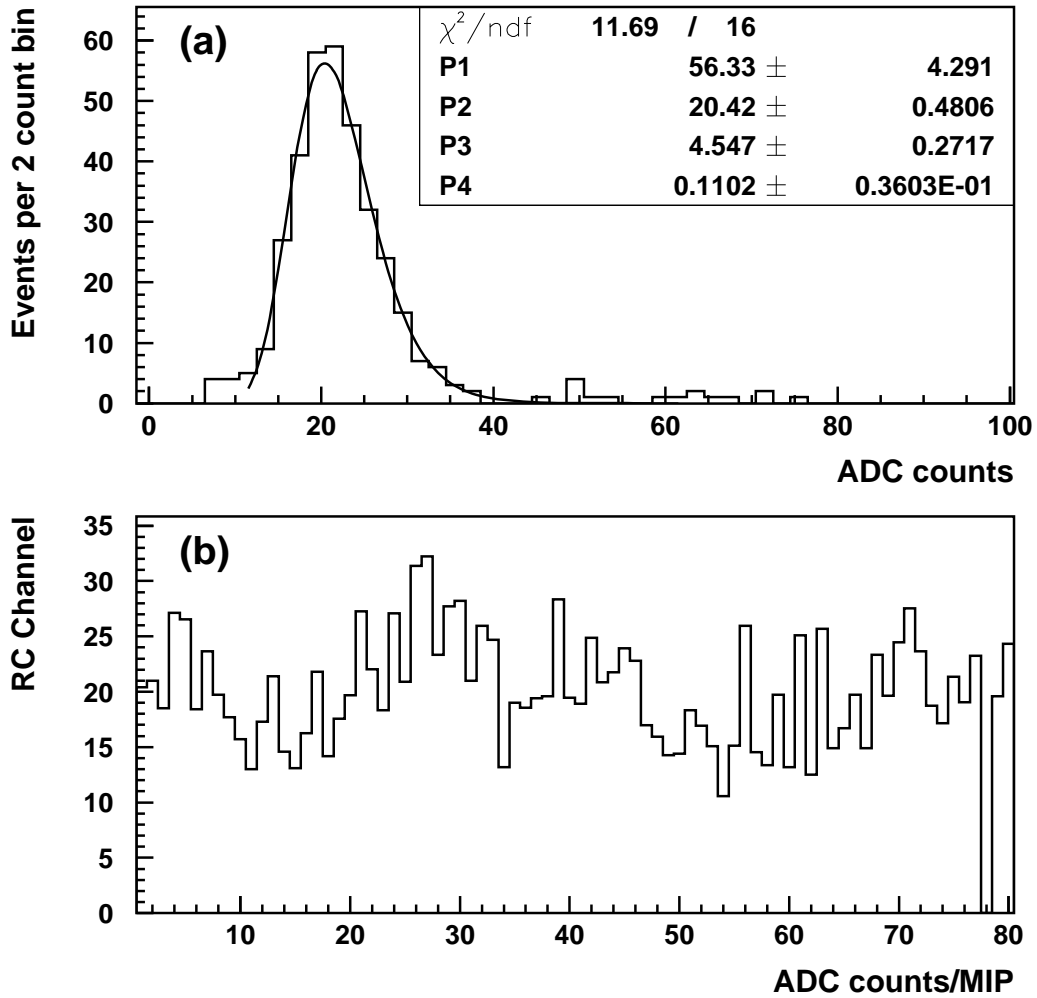 (a)
χ²/ndf 11.69 / 16
P1 56.33 ± 4.291
P2 20.42 ± 0.4806
P3 4.547 ± 0.2717
P4 0.1102 ± 0.3603E-01
Events per 2 count bin
60
50
40
30
20
10
0
0 20 40 60 80 100
ADC counts
(b)
RC Channel
35
30
25
20
15
10
5
0
10 20 30 40 50 60 70 80
ADC counts/MIP